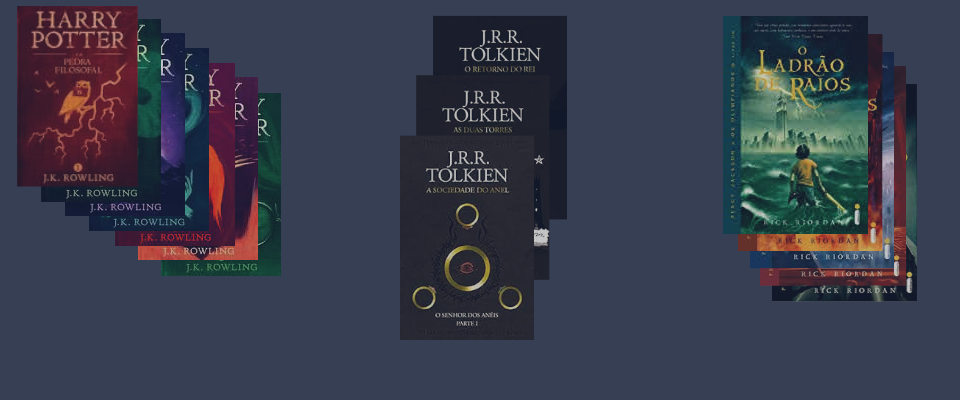 HARRY
POTTER
E A
PEDRA
FILOSOFAL
1
J.K. ROWLING
J.K. ROWLING
J.K. ROWLING
J.K. ROWLING
J.K. ROWLING
J.K. ROWLING
J.K. ROWLING
J.R.R.
TOLKIEN
O RETORNO DO REI
J.R.R.
TOLKIEN
AS DUAS TORRES
J.R.R.
TOLKIEN
A SOCIEDADE DO ANEL
O SENHOR DOS ANÉIS
PARTE I
O
LADRÃO
DE RAIOS
RICK RIORDAN
RICK RIORDAN
RICK RIORDAN
RICK RIORDAN
RICK RIORDAN